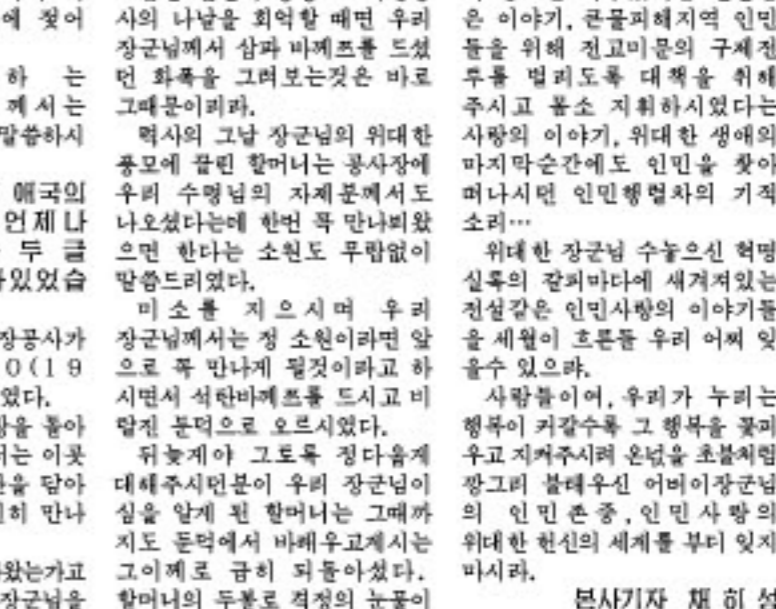 에 젖어
하 는
께서는
말씀하시
애국의
언제나
두 글
있었습
장공사가
0(19
였다.
을 돌아
는 이곳
을 담아
히 만나
왔는가고
장군님을
사의 나날을 회억할 때면 우리
장군님께서 삽과 바께쯔를 드셨
던 화폭을 그려보는것은 바로
그때문이리라.
력사의 그날 장군님의 위대한
풍모에 끌린 할머니는 공사장에
우리 수령님의 자제분께서도
나오셨다는데 한번 꼭 만나뵈왔
으면 한다는 소원도 무랍없이
말씀드리였다.
미소를 지으시며 우리
장군님께서는 정 소원이라면 앞
으로 꼭 만나게 될것이라고 하
시면서 석탄바께쯔를 드시고 비
탈진 둔덕으로 오르시였다.
뒤늦게야 그토록 정다웁게
대해주시던분이 우리 장군님이
심을 알게 된 할머니는 그때까
지도 둔덕에서 바래우고계시는
그이께로 급히 되돌아섰다.
할머니의 두볼로 격정의 눈물이
은 이야기, 큰물피해지역 인민
들을 위해 전고미문의 구제전
투를 벌리도록 대책을 취해
주시고 몸소 지휘하시였다는
사랑의 이야기, 위대한 생애의
마지막순간에도 인민을 찾아
떠나시던 인민행렬차의 기적
소리…
위대한 장군님 수놓으신 혁명
실록의 갈피마다에 새겨져있는
전설같은 인민사랑의 이야기들
을 세월이 흐른들 우리 어찌 잊
을수 있으랴.
사람들이여, 우리가 누리는
행복이 커갈수록 그 행복을 꽃피
우고 지켜주시려 온넋을 초불처럼
깡그리 불태우신 어버이장군님
의 인민존중, 인민사랑의
위대한 헌신의 세계를 부디 잊지
마시라.
본사기자 채희성